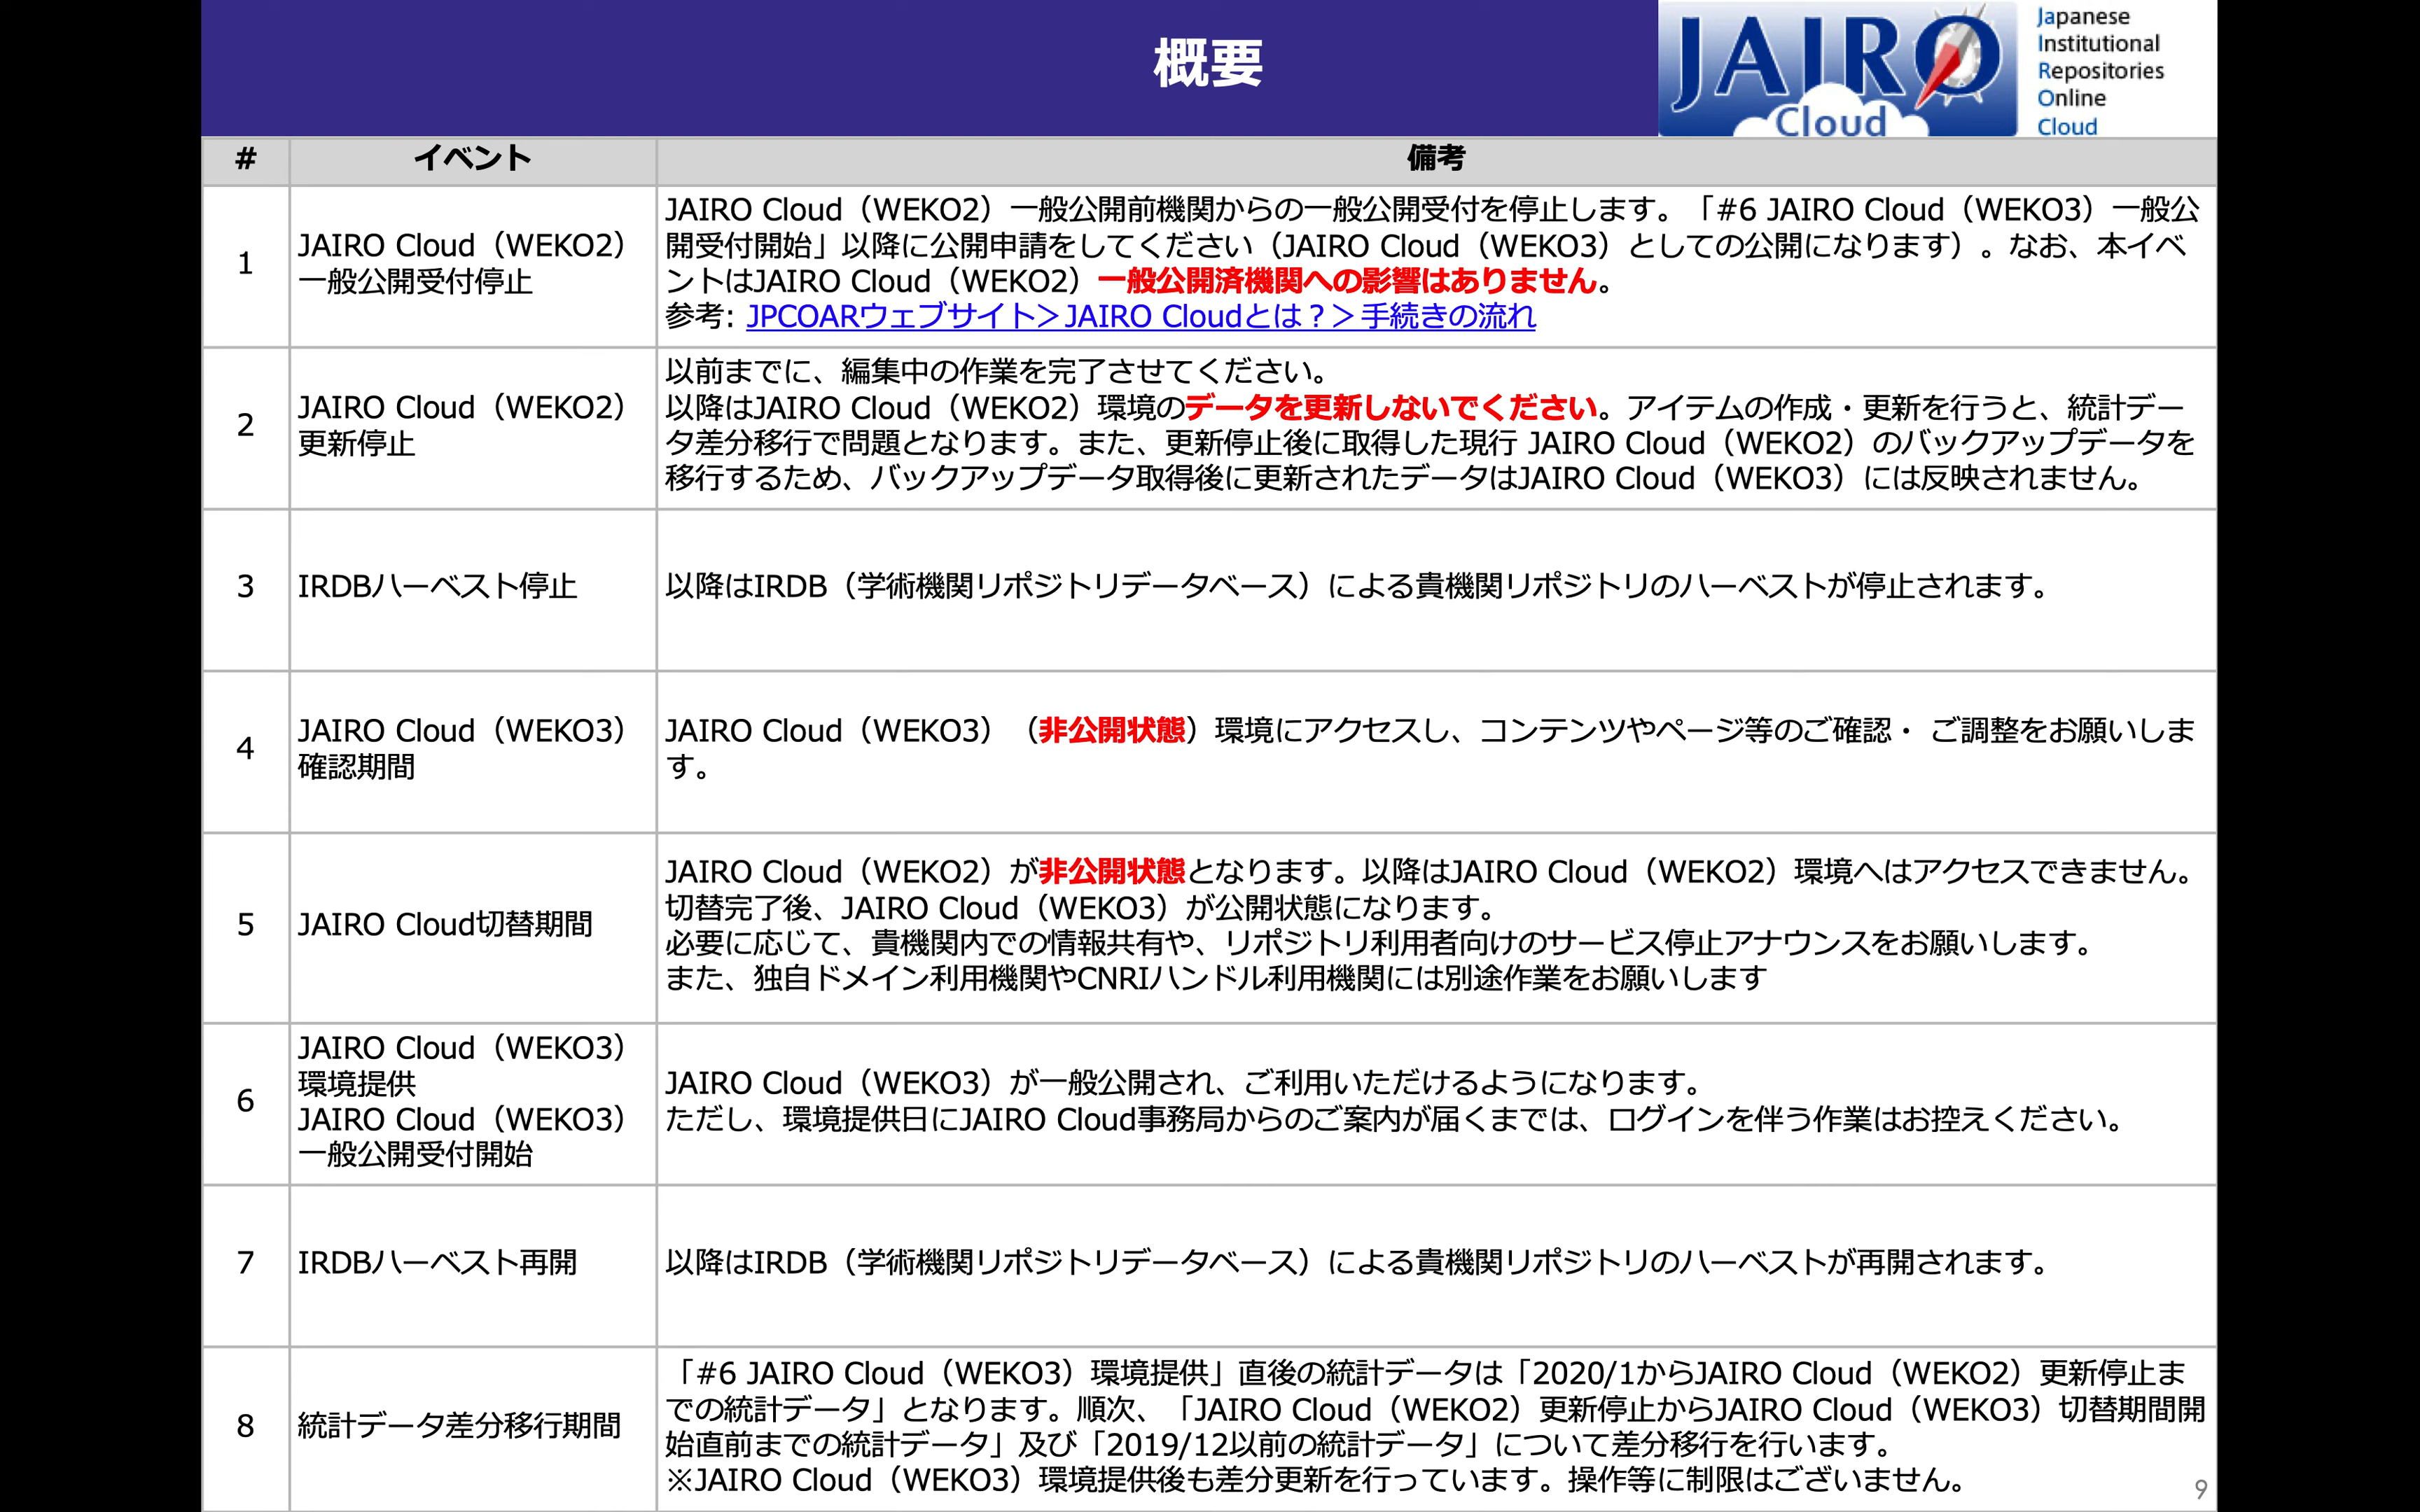 概要
JAIRO
Cloud
Japanese
Institutional
Repositories
Online
Cloud
#
イベント
備考
1
JAIRO Cloud（WEKO2）
一般公開受付停止
JAIRO Cloud（WEKO2）一般公開前機関からの一般公開受付を停止します。「#6 JAIRO Cloud（WEKO3）一般公
開受付開始」以降に公開申請をしてください（JAIRO Cloud（WEKO3）としての公開になります）。なお、本イベ
ントはJAIRO Cloud（WEKO2）一般公開済機関への影響はありません。
参考: JPCOARウェブサイト＞JAIRO Cloudとは？＞手続きの流れ
2
JAIRO Cloud（WEKO2）
更新停止
以前までに、編集中の作業を完了させてください。
以降はJAIRO Cloud（WEKO2）環境のデータを更新しないでください。アイテムの作成・更新を行うと、統計デー
タ差分移行で問題となります。また、更新停止後に取得した現行 JAIRO Cloud（WEKO2）のバックアップデータを
移行するため、バックアップデータ取得後に更新されたデータはJAIRO Cloud（WEKO3）には反映されません。
3
IRDBハーベスト停止
以降はIRDB（学術機関リポジトリデータベース）による貴機関リポジトリのハーベストが停止されます。
4
JAIRO Cloud（WEKO3）
確認期間
JAIRO Cloud（WEKO3）（非公開状態）環境にアクセスし、コンテンツやページ等のご確認・ ご調整をお願いしま
す。
5
JAIRO Cloud切替期間
JAIRO Cloud（WEKO2）が非公開状態となります。以降はJAIRO Cloud（WEKO2）環境へはアクセスできません。
切替完了後、JAIRO Cloud（WEKO3）が公開状態になります。
必要に応じて、貴機関内での情報共有や、リポジトリ利用者向けのサービス停止アナウンスをお願いします。
また、独自ドメイン利用機関やCNRIハンドル利用機関には別途作業をお願いします
6
JAIRO Cloud（WEKO3）
環境提供
JAIRO Cloud（WEKO3）
一般公開受付開始
JAIRO Cloud（WEKO3）が一般公開され、ご利用いただけるようになります。
ただし、環境提供日にJAIRO Cloud事務局からのご案内が届くまでは、ログインを伴う作業はお控えください。
7
IRDBハーベスト再開
以降はIRDB（学術機関リポジトリデータベース）による貴機関リポジトリのハーベストが再開されます。
8
統計データ差分移行期間
「#6 JAIRO Cloud（WEKO3）環境提供」直後の統計データは「2020/1からJAIRO Cloud（WEKO2）更新停止ま
での統計データ」となります。順次、「JAIRO Cloud（WEKO2）更新停止からJAIRO Cloud（WEKO3）切替期間開
始直前までの統計データ」及び「2019/12以前の統計データ」について差分移行を行います。
※JAIRO Cloud（WEKO3）環境提供後も差分更新を行っています。操作等に制限はございません。
9